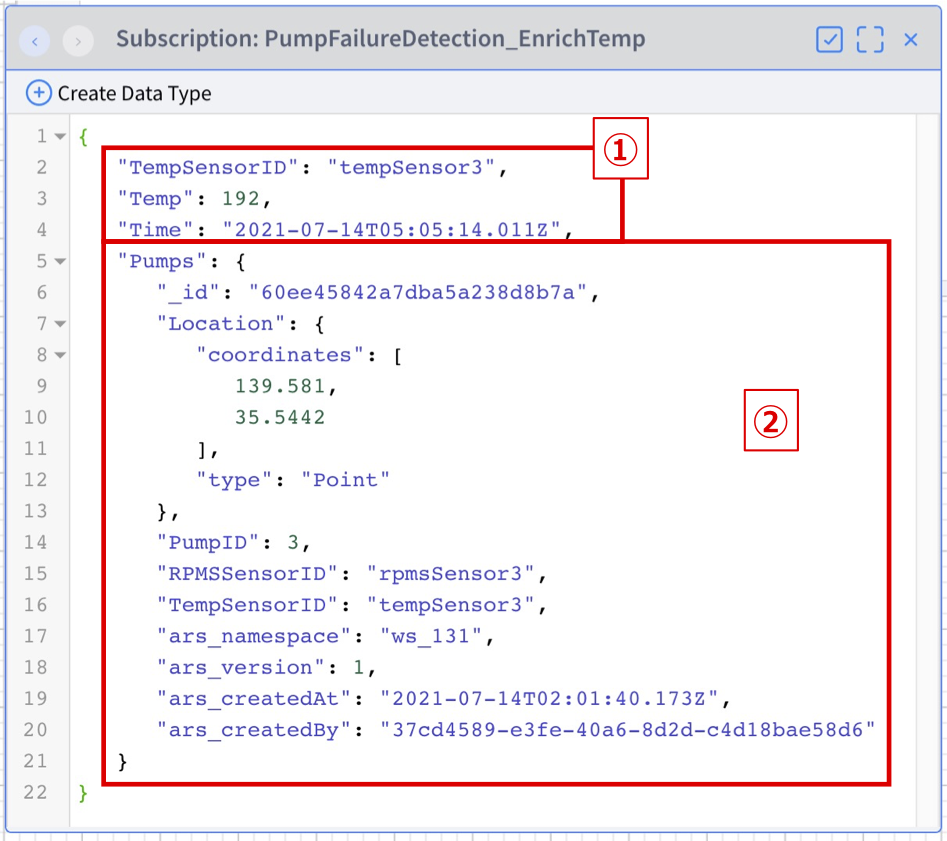 Subscription: PumpFailureDetection_EnrichTemp
Create Data Type
1 {
2 "TempSensorID": "tempSensor3",
3 "Temp": 192,
4 "Time": "2021-07-14T05:05:14.011Z",
①
5 "Pumps": {
6 "_id": "60ee45842a7dba5a238d8b7a",
7 "Location": {
8 "coordinates": [
9 139.581,
10 35.5442
②
11 ],
12 "type": "Point"
13 },
14 "PumpID": 3,
15 "RPMSSensorID": "rpmsSensor3",
16 "TempSensorID": "tempSensor3",
17 "ars_namespace": "ws_131",
18 "ars_version": 1,
19 "ars_createdAt": "2021-07-14T02:01:40.173Z",
20 "ars_createdBy": "37cd4589-e3fe-40a6-8d2d-c4d18bae58d6"
21 }
22 }